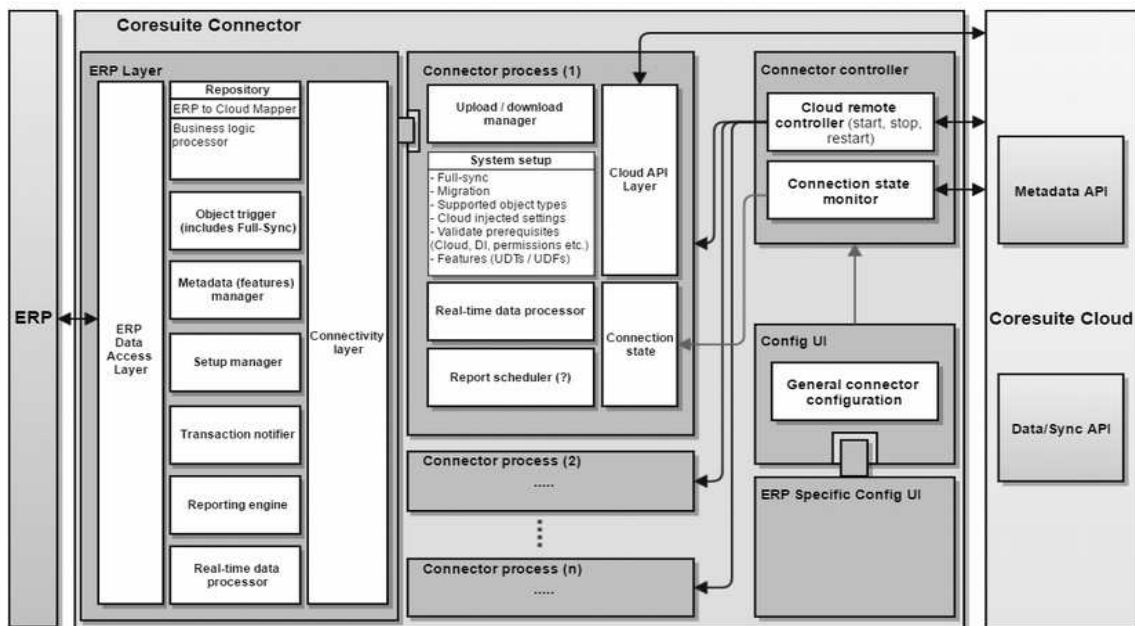 Coresuite Connector
ERP
ERP Layer
ERP
Data
Access
Layer
Repository
ERP to Cloud Mapper
Business logic
processor
Object trigger
(includes Full-Sync)
Metadata (features)
manager
Setup manager
Transaction notifier
Reporting engine
Real-time data
processor
Connectivity
layer
Connector process (1)
Upload / download
manager
System setup
- Full-sync
- Migration
- Supported object types
- Cloud injected settings
- Validate prerequisites
(Cloud, DI, permissions etc.)
- Features (UDTs / UDFs)
Real-time data processor
Report scheduler (?)
Cloud API
Layer
Connection
state
Connector process (2)
.....
Connector process (n)
.....
Connector controller
Cloud remote
controller (start, stop,
restart)
Connection state
monitor
Config UI
General connector
configuration
ERP Specific Config UI
Coresuite Cloud
Metadata API
Data/Sync API